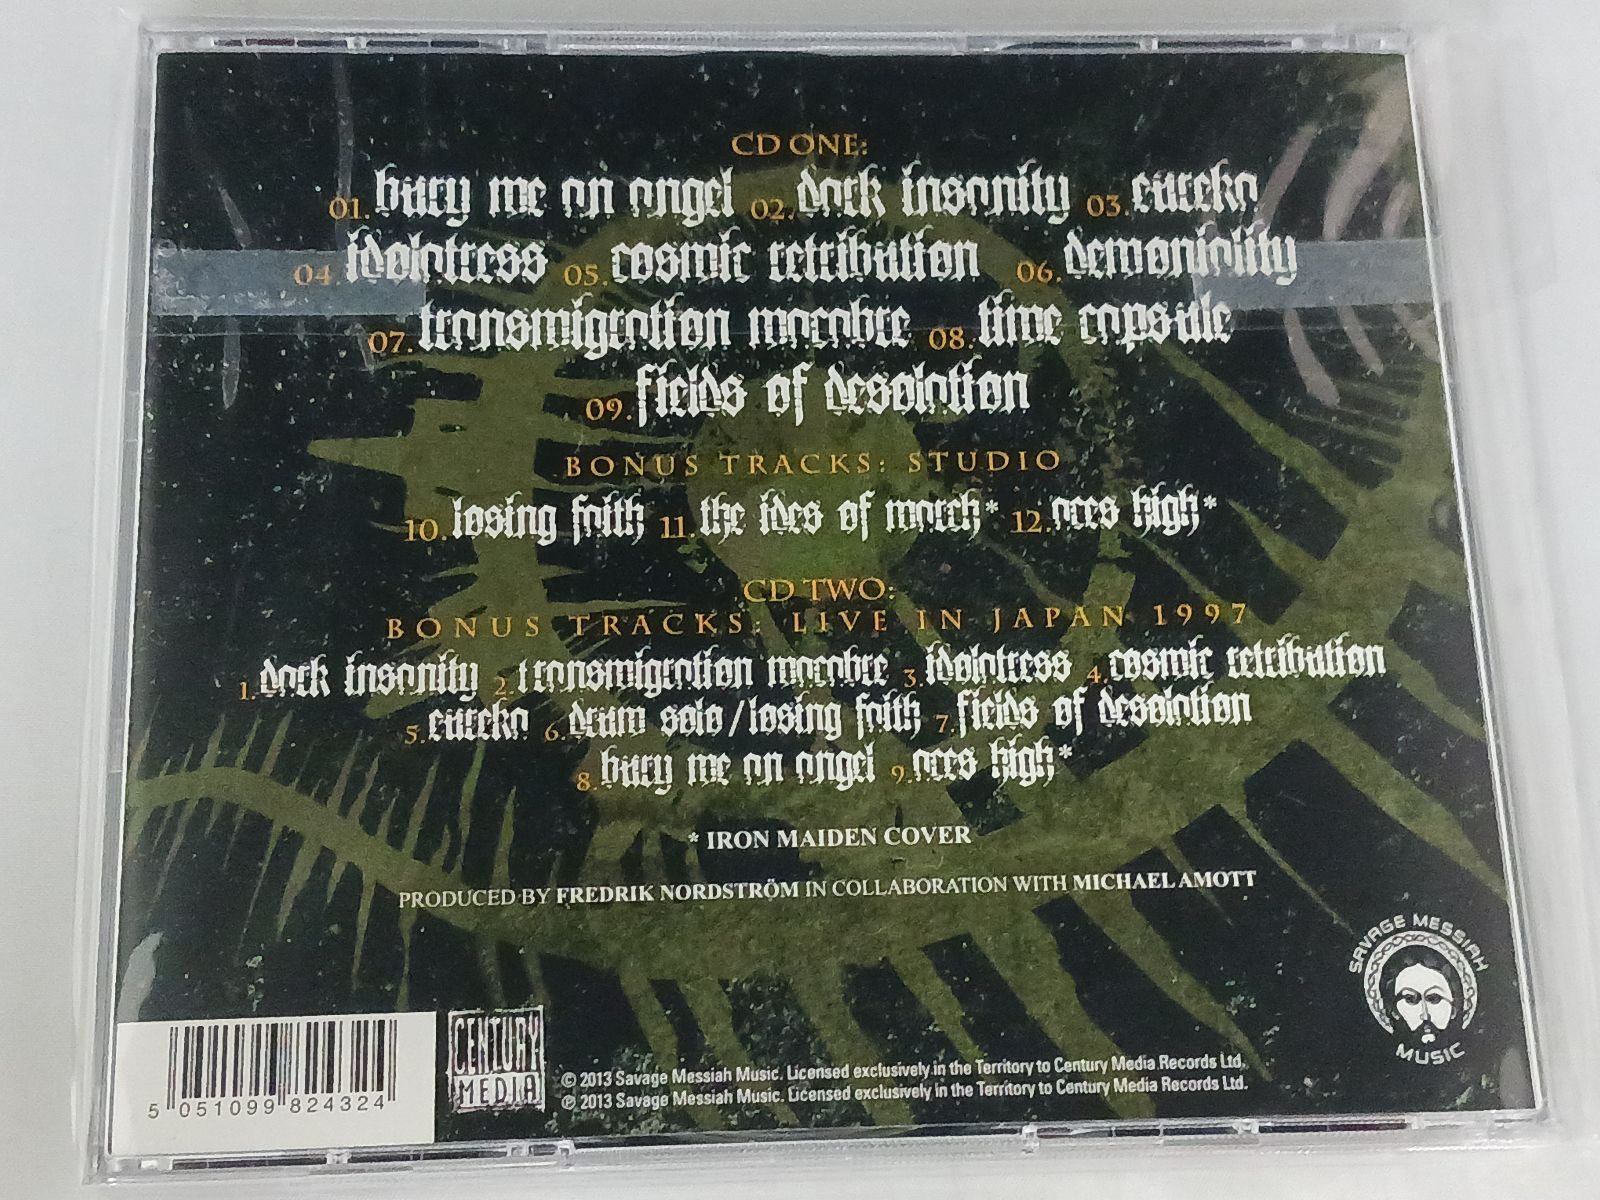 CD ONE:
01. bury me an angel 02. dark insanity 03. eureka
04. idolatress 05. cosmic retribution 06. demoniality
07. transmigration macabre 08. time capsule
09. fields of desolation
BONUS TRACKS: STUDIO
10. losing faith 11. the ides of march* 12. aces high*
CD TWO:
BONUS TRACKS: LIVE IN JAPAN 1997
1. dark insanity 2. transmigration macabre 3. idolatress 4. cosmic retribution
5. eureka 6. drum solo/losing faith 7. fields of desolation
8. bury me an angel 9. aces high*
* IRON MAIDEN COVER
PRODUCED BY FREDRIK NORDSTRÖM IN COLLABORATION WITH MICHAEL AMOTT
SAVAGE MESSIAH
MUSIC
CENTURY
MEDIA
℗ 2013 Savage Messiah Music. Licensed exclusively in the Territory to Century Media Records Ltd.
© 2013 Savage Messiah Music. Licensed exclusively in the Territory to Century Media Records Ltd.
5 051099 824324